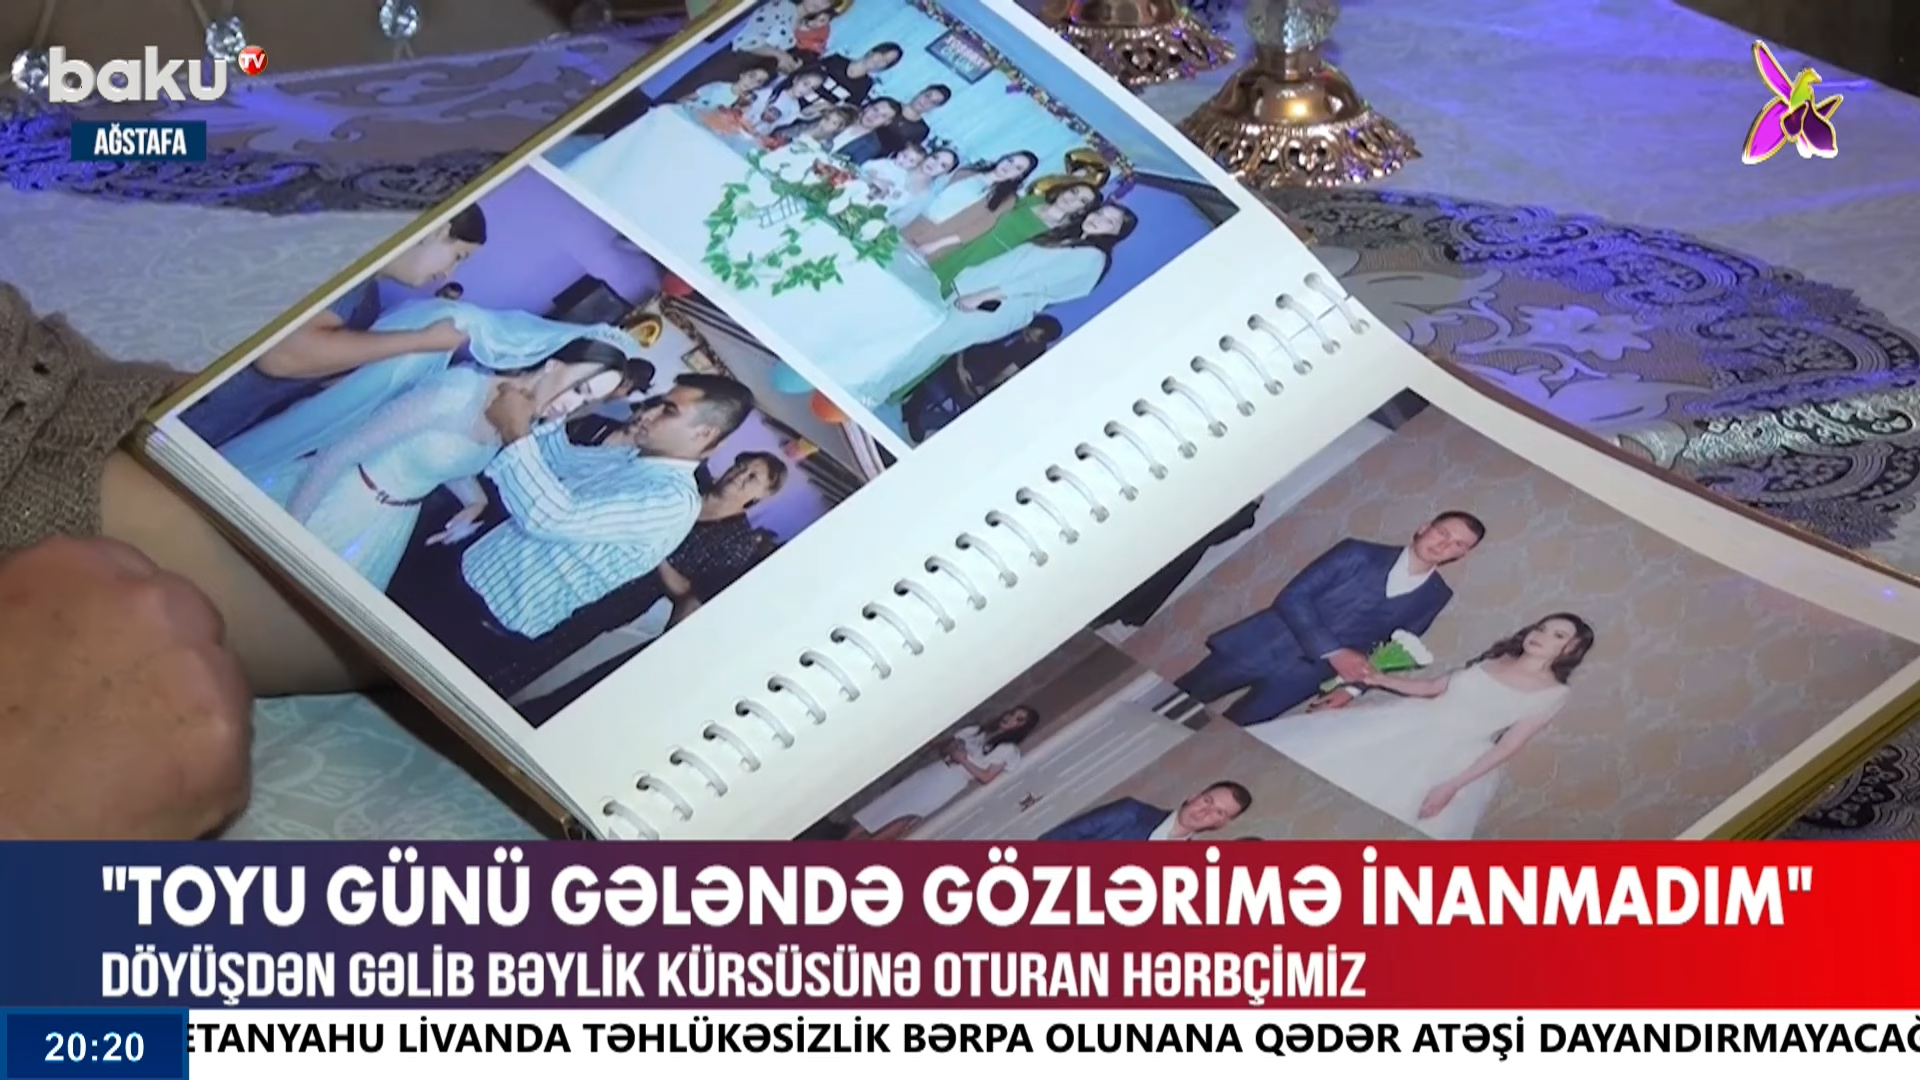 baku TV
AĞSTAFA
"TOYU GÜNÜ GƏLƏNDƏ GÖZLƏRİMƏ İNANMADIM"
DÖYÜŞDƏN GƏLİB BƏYLİK KÜRSÜSÜNƏ OTURAN HƏRBÇİMİZ
20:20
ETANYAHU LİVANDA TƏHLÜKƏSİZLİK BƏRPA OLUNANA QƏDƏR ATƏŞİ DAYANDIRMAYACAĞ